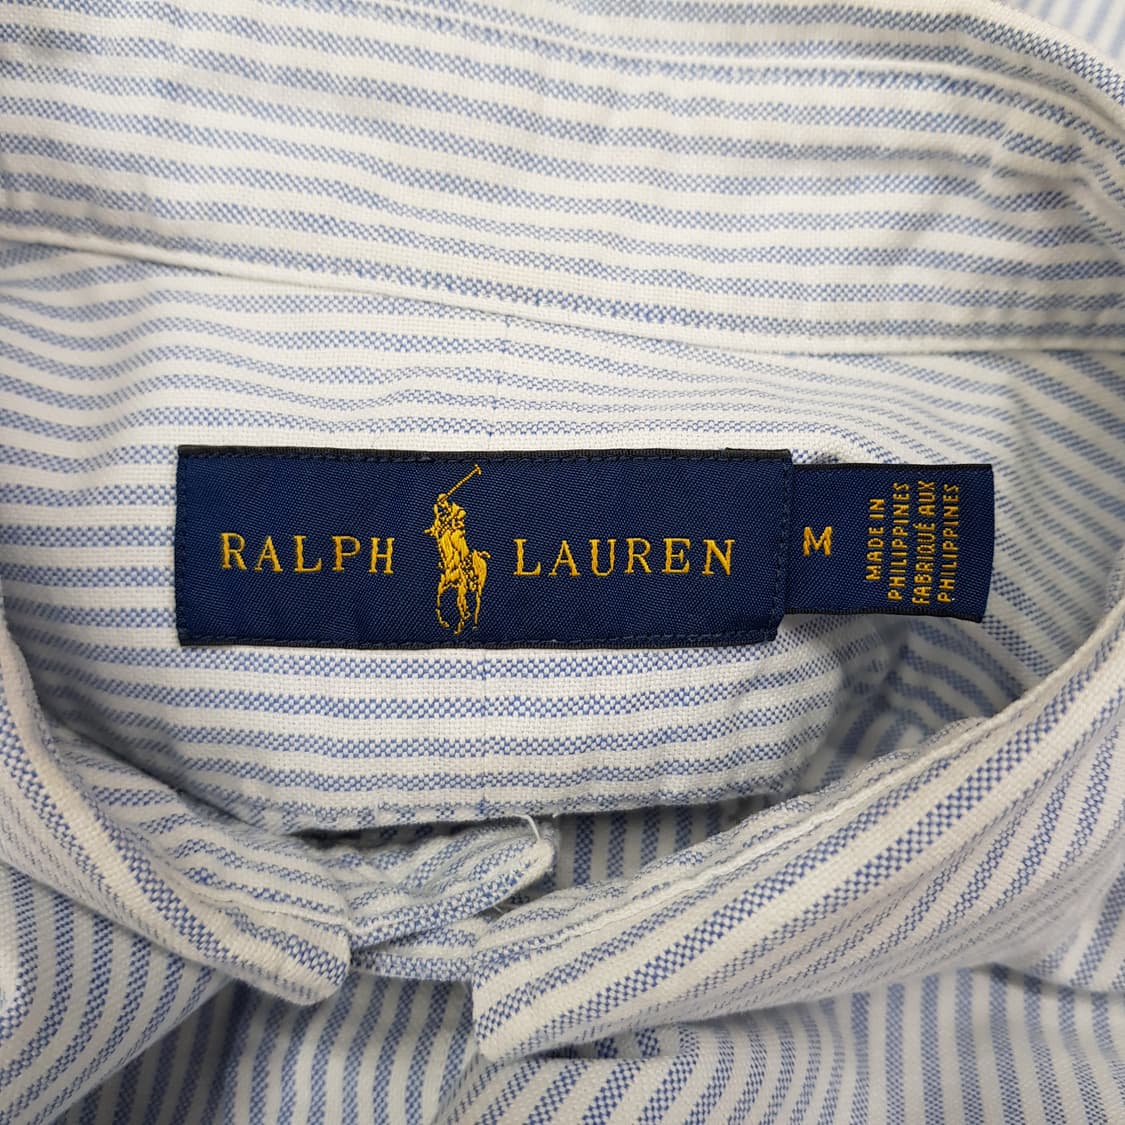 RALPH LAUREN
M
MADE IN
PHILIPPINES
FABRIQUÉ AUX
PHILIPPINES